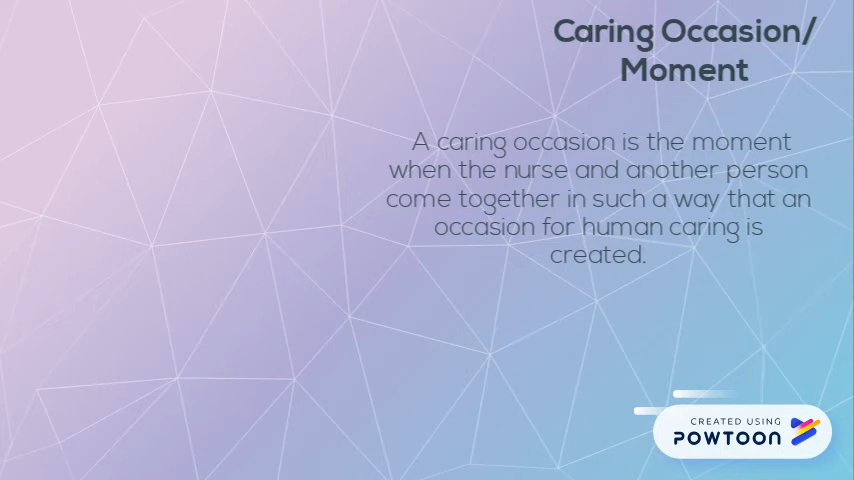 Caring Occasion/
Moment
A caring occasion is the moment
when the nurse and another person
come together in such a way that an
occasion for human caring is
created.
CREATED USING
POWTOON